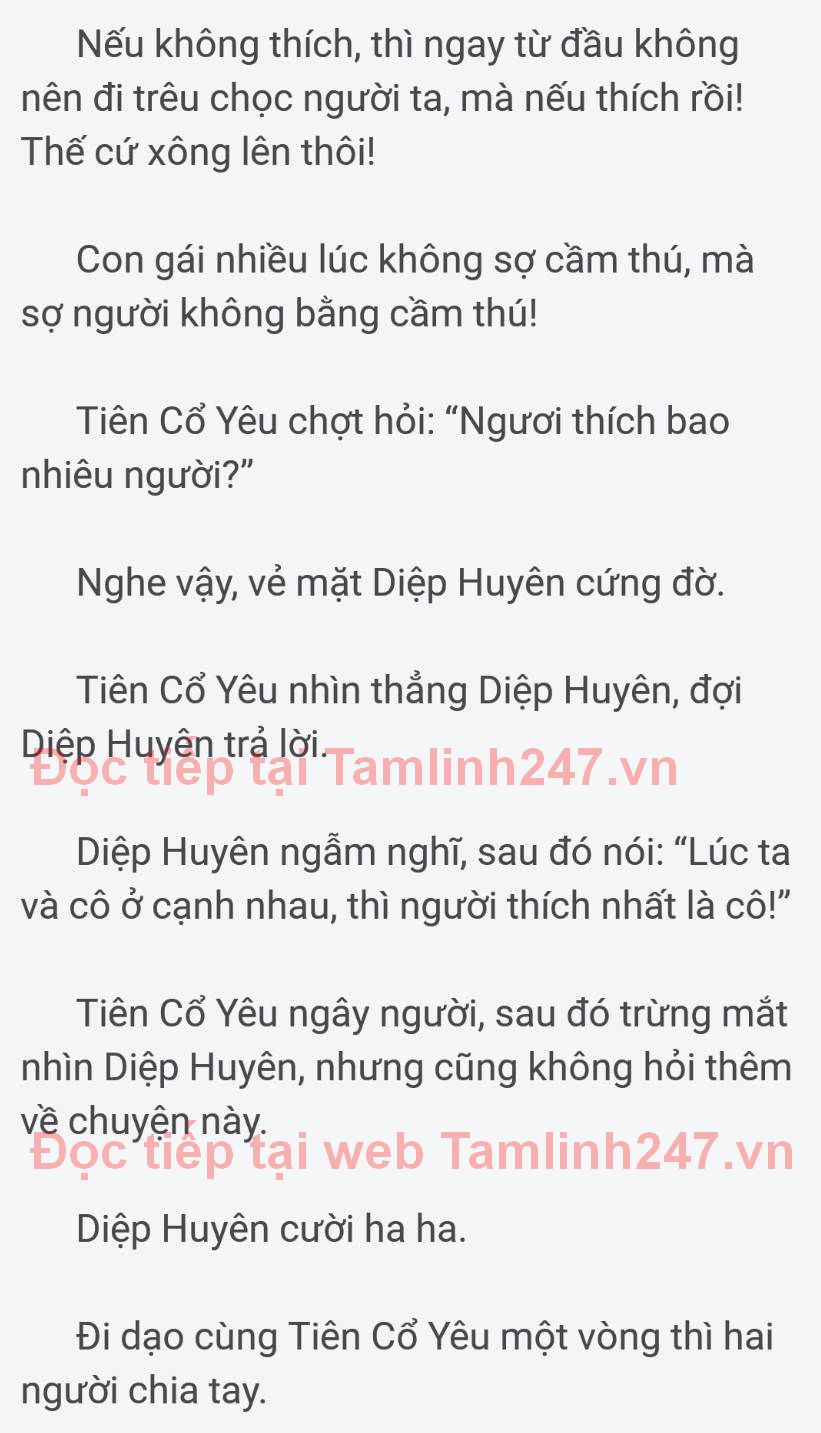 Nếu không thích, thì ngay từ đầu không
nên đi trêu chọc người ta, mà nếu thích rồi!
Thế cứ xông lên thôi!
Con gái nhiều lúc không sợ cầm thú, mà
sợ người không bằng cầm thú!
Tiên Cổ Yêu chợt hỏi: “Ngươi thích bao
nhiêu người?”
Nghe vậy, vẻ mặt Diệp Huyên cứng đờ.
Tiên Cổ Yêu nhìn thẳng Diệp Huyên, đợi
Diệp Huyên trả lời.
Đọc tiếp tại Tamlinh247.vn
Diệp Huyên ngẫm nghĩ, sau đó nói: “Lúc ta
và cô ở cạnh nhau, thì người thích nhất là cô!”
Tiên Cổ Yêu ngây người, sau đó trừng mắt
nhìn Diệp Huyên, nhưng cũng không hỏi thêm
về chuyện này.
Đọc tiếp tại web Tamlinh247.vn
Diệp Huyên cười ha ha.
Đi dạo cùng Tiên Cổ Yêu một vòng thì hai
người chia tay.